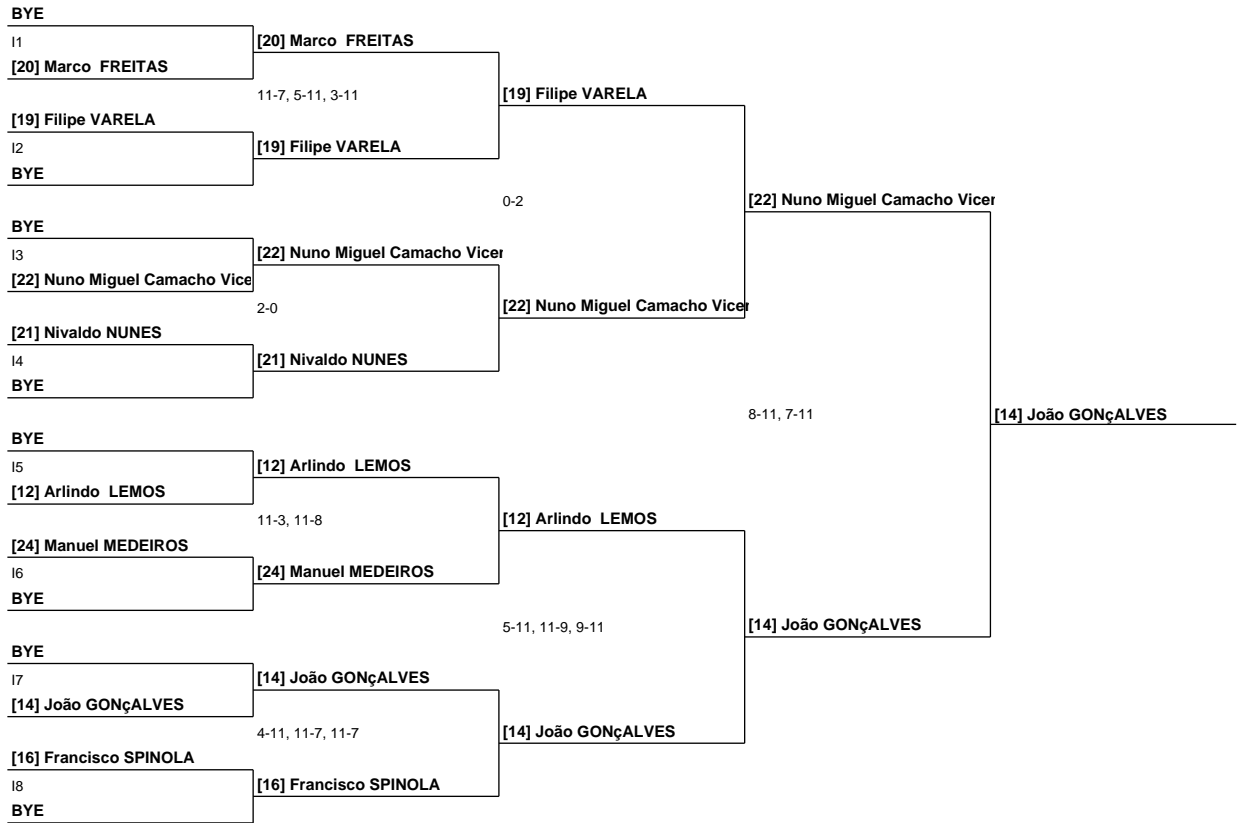 BYE
I1
[20] Marco  FREITAS
[20] Marco  FREITAS
11-7, 5-11, 3-11
[19] Filipe VARELA
[19] Filipe VARELA
I2
[19] Filipe VARELA
BYE
0-2
[22] Nuno Miguel Camacho Vicer
BYE
I3
[22] Nuno Miguel Camacho Vicer
[22] Nuno Miguel Camacho Vice
2-0
[22] Nuno Miguel Camacho Vicer
[21] Nivaldo NUNES
I4
[21] Nivaldo NUNES
BYE
8-11, 7-11
[14] João GONçALVES
BYE
I5
[12] Arlindo  LEMOS
[12] Arlindo  LEMOS
11-3, 11-8
[12] Arlindo  LEMOS
[24] Manuel MEDEIROS
I6
[24] Manuel MEDEIROS
BYE
5-11, 11-9, 9-11
[14] João GONçALVES
BYE
I7
[14] João GONçALVES
[14] João GONçALVES
4-11, 11-7, 11-7
[14] João GONçALVES
[16] Francisco SPINOLA
I8
[16] Francisco SPINOLA
BYE